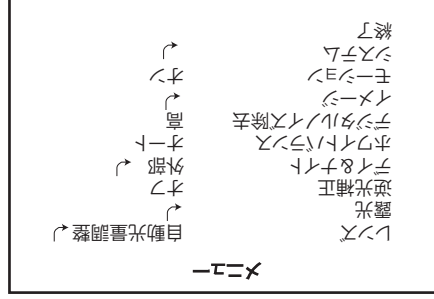 メニュー
レンズ 自動光量調整 ↵
露光 ↵
逆光補正 オフ
デイ&ナイト 外部 ↵
ホワイトバランス オート
デジタルノイズ除去 高
イメージ ↵
モーション オン
システム ↵
終了